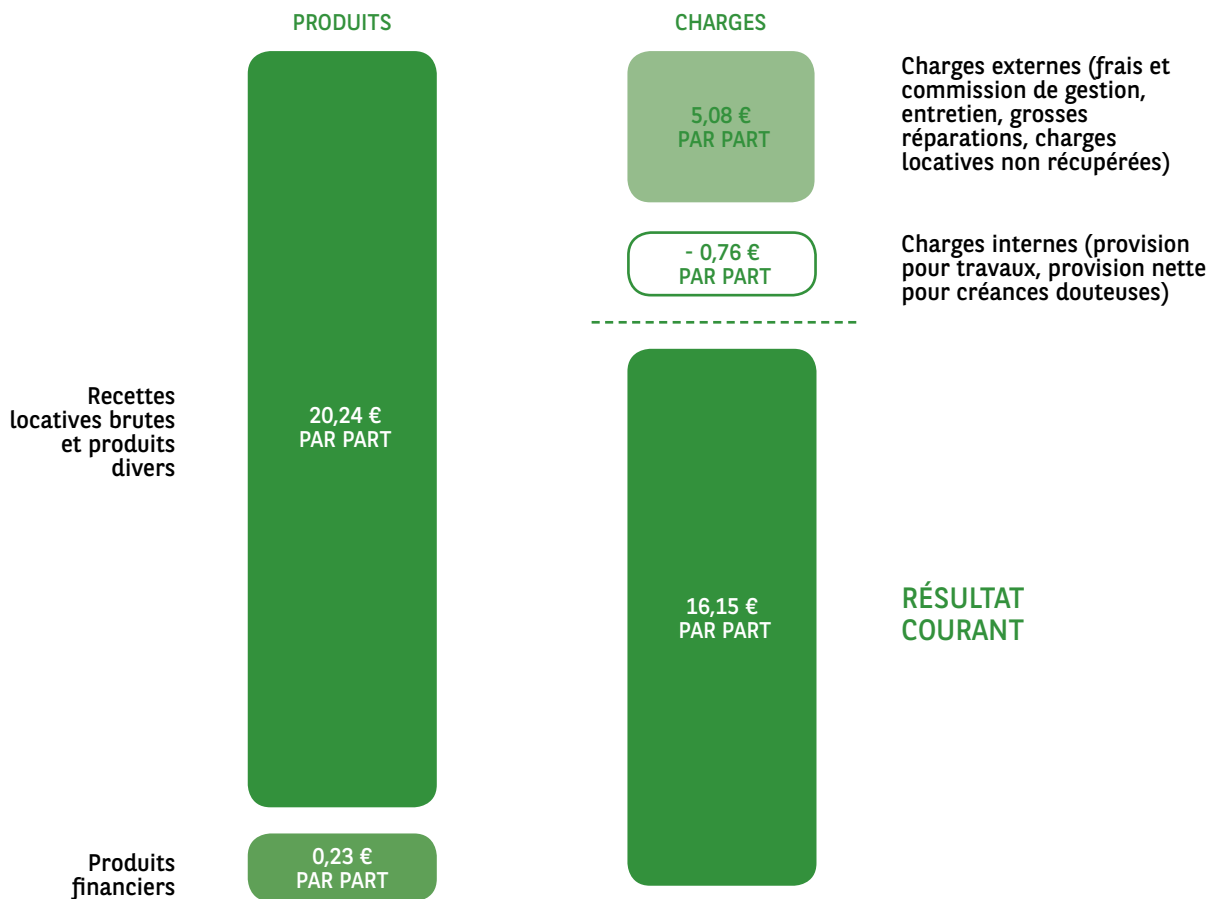 PRODUITS
Recettes
locatives brutes
et produits
divers
20,24 €
PAR PART
Produits
financiers
0,23 €
PAR PART
CHARGES
5,08 €
PAR PART
Charges externes (frais et
commission de gestion,
entretien, grosses
réparations, charges
locatives non récupérées)
- 0,76 €
PAR PART
Charges internes (provision
pour travaux, provision nette
pour créances douteuses)
16,15 €
PAR PART
RÉSULTAT
COURANT